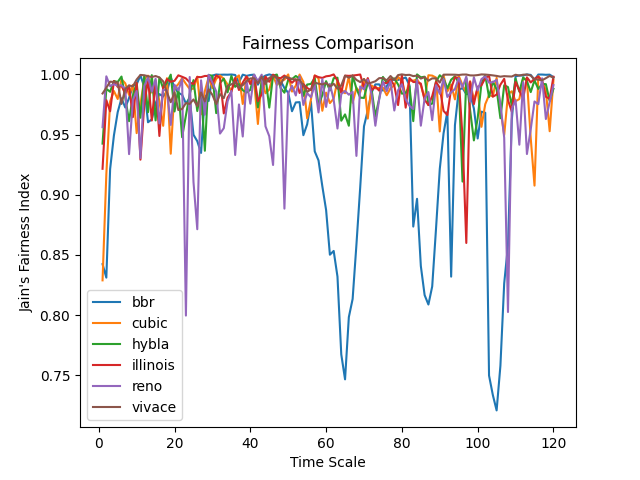 Fairness Comparison
Jain's Fairness Index
1.00
0.95
0.90
0.85
0.80
0.75
bbr
cubic
hybla
illinois
reno
vivace
0 20 40 60 80 100 120
Time Scale